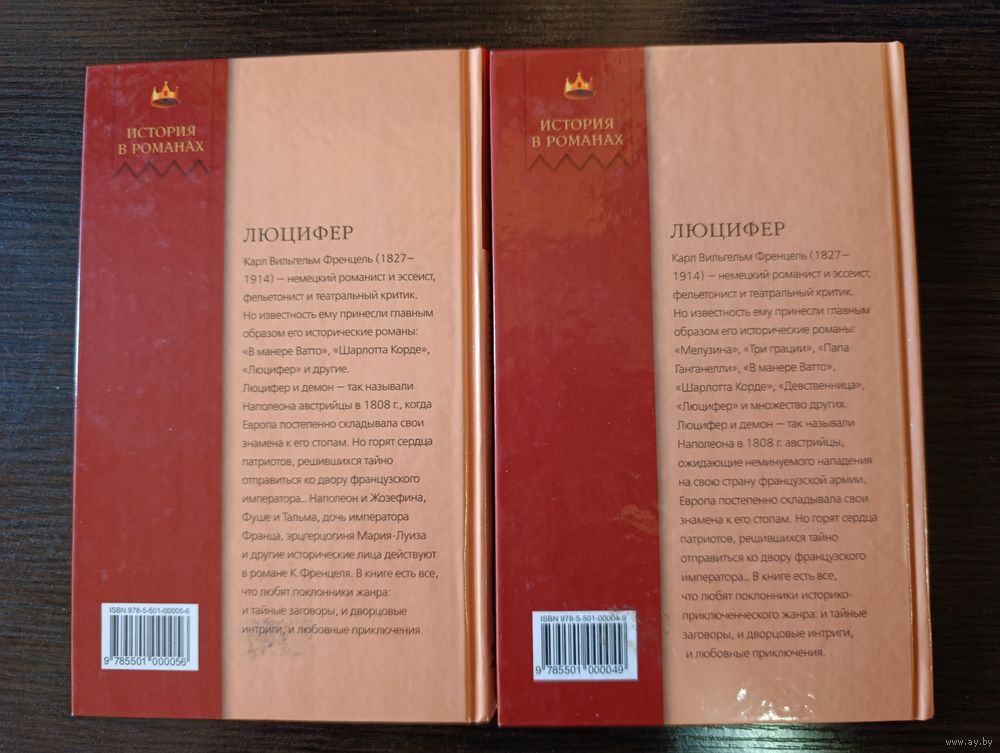 ИСТОРИЯ
В РОМАНАХ
ЛЮЦИФЕР
Карл Вильгельм Френцель (1827–
1914) – немецкий романист и эссеист,
фельетонист и театральный критик.
Но известность ему принесли главным
образом его исторические романы:
«В манере Ватто», «Шарлотта Корде»,
«Люцифер» и другие.
Люцифер и демон – так называли
Наполеона австрийцы в 1808 г., когда
Европа постепенно складывала свои
знамена к его стопам. Но горят сердца
патриотов, решившихся тайно
отправиться ко двору французского
императора... Наполеон и Жозефина,
Фуше и Тальма, дочь императора
Франца, эрцгерцогиня Мария-Луиза
и другие исторические лица действуют
в романе К.Френцеля. В книге есть все,
что любят поклонники жанра:
и тайные заговоры, и дворцовые
интриги, и любовные приключения.
ISBN 978-5-501-00005-6
9 785501 000056
ИСТОРИЯ
В РОМАНАХ
ЛЮЦИФЕР
Карл Вильгельм Френцель (1827–
1914) – немецкий романист и эссеист,
фельетонист и театральный критик.
Но известность ему принесли главным
образом его исторические романы:
«Мелузина», «Три грации», «Папа
Ганганелли», «В манере Ватто»,
«Шарлотта Корде», «Девственница»,
«Люцифер» и множество других.
Люцифер и демон – так называли
Наполеона в 1808 г. австрийцы,
ожидающие неминуемого нападения
на свою страну французской армии.
Европа постепенно складывала свои
знамена к его стопам. Но горят сердца
патриотов, решившихся тайно
отправиться ко двору французского
императора... В книге есть все,
что любят поклонники историко-
приключенческого жанра: и тайные
заговоры, и дворцовые интриги,
и любовные приключения.
ISBN 978-5-501-00004-9
9 785501 000049
www.ay.by